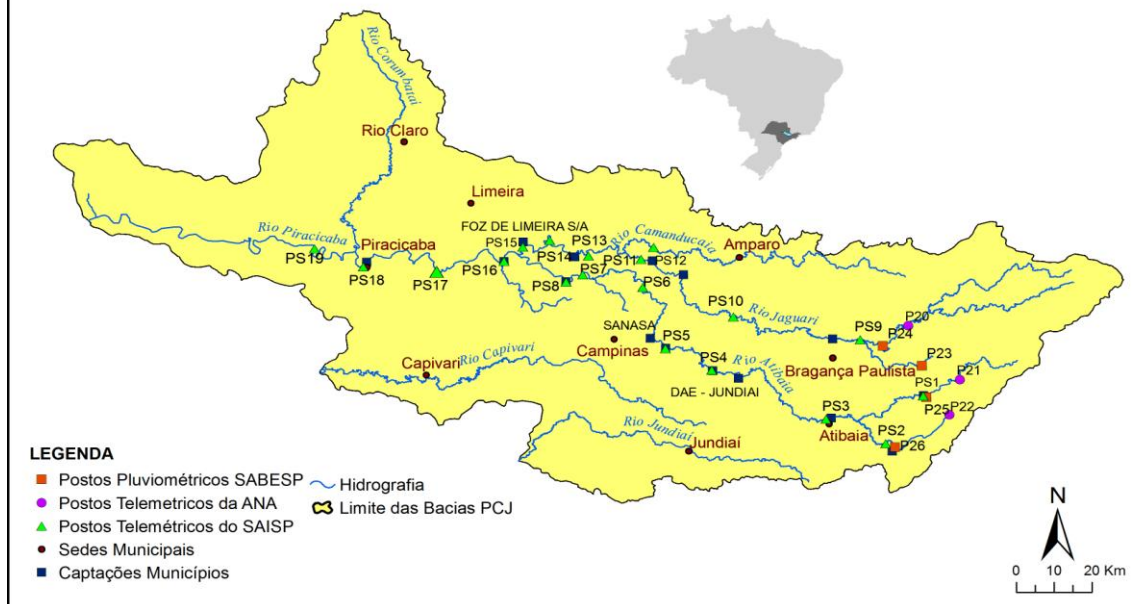 Rio Corumbataí
Rio Claro
Limeira
FOZ DE LIMEIRA S/A
Rio Piracicaba
Piracicaba
PS19
PS18
PS17
PS16
PS15
PS14
PS13
PS11
PS12
Rio Camanducaia
Amparo
PS8
PS7
PS6
PS10
Rio Jaguari
PS9
P20
P24
P23
SANASA
PS5
Campinas
PS4
Rio Atibaia
Bragança Paulista
P21
PS1
DAE - JUNDIAI
P25
P22
Capivari
Rio Capivari
PS3
Atibaia
PS2
P26
Rio Jundiaí
Jundiaí
LEGENDA
Postos Pluviométricos SABESP
Postos Telemetricos da ANA
Postos Telemétricos do SAISP
Sedes Municipais
Captações Municípios
Hidrografia
Limite das Bacias PCJ
N
0 10 20 Km